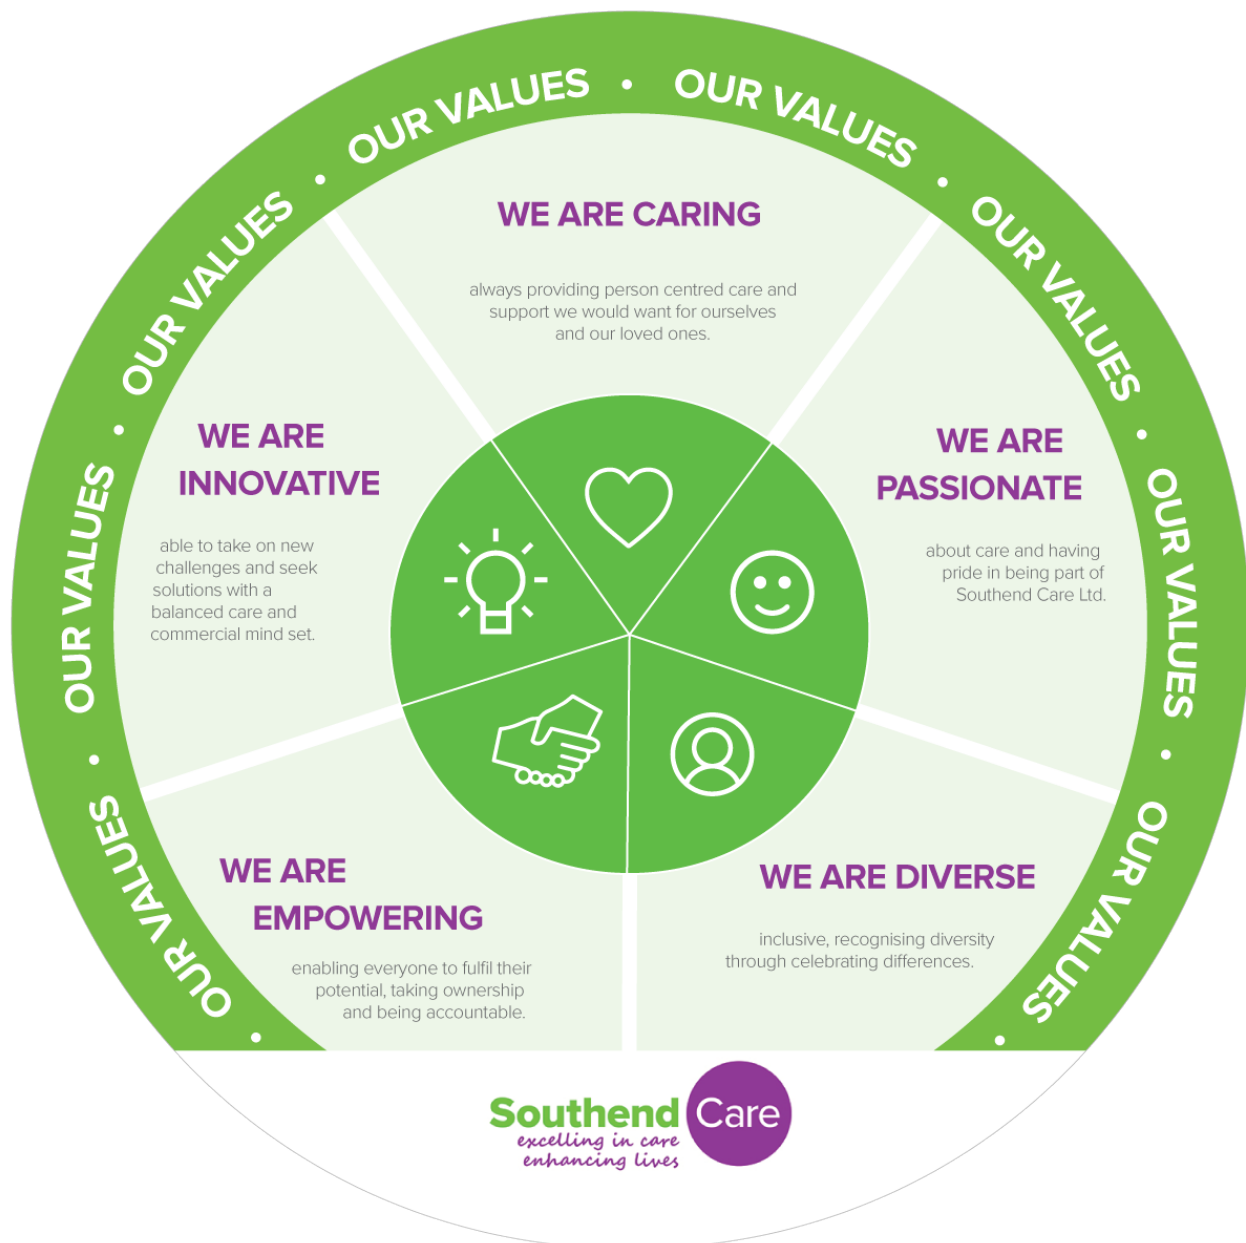 OUR VALUES • OUR VALUES • OUR VALUES • OUR VALUES • OUR VALUES • OUR VALUES • OUR VALUES • OUR VALUES
WE ARE CARING
always providing person centred care and
support we would want for ourselves
and our loved ones.
WE ARE
PASSIONATE
about care and having
pride in being part of
Southend Care Ltd.
WE ARE DIVERSE
inclusive, recognising diversity
through celebrating differences.
WE ARE
EMPOWERING
enabling everyone to fulfil their
potential, taking ownership
and being accountable.
WE ARE
INNOVATIVE
able to take on new
challenges and seek
solutions with a
balanced care and
commercial mind set.
Southend Care
excelling in care
enhancing lives